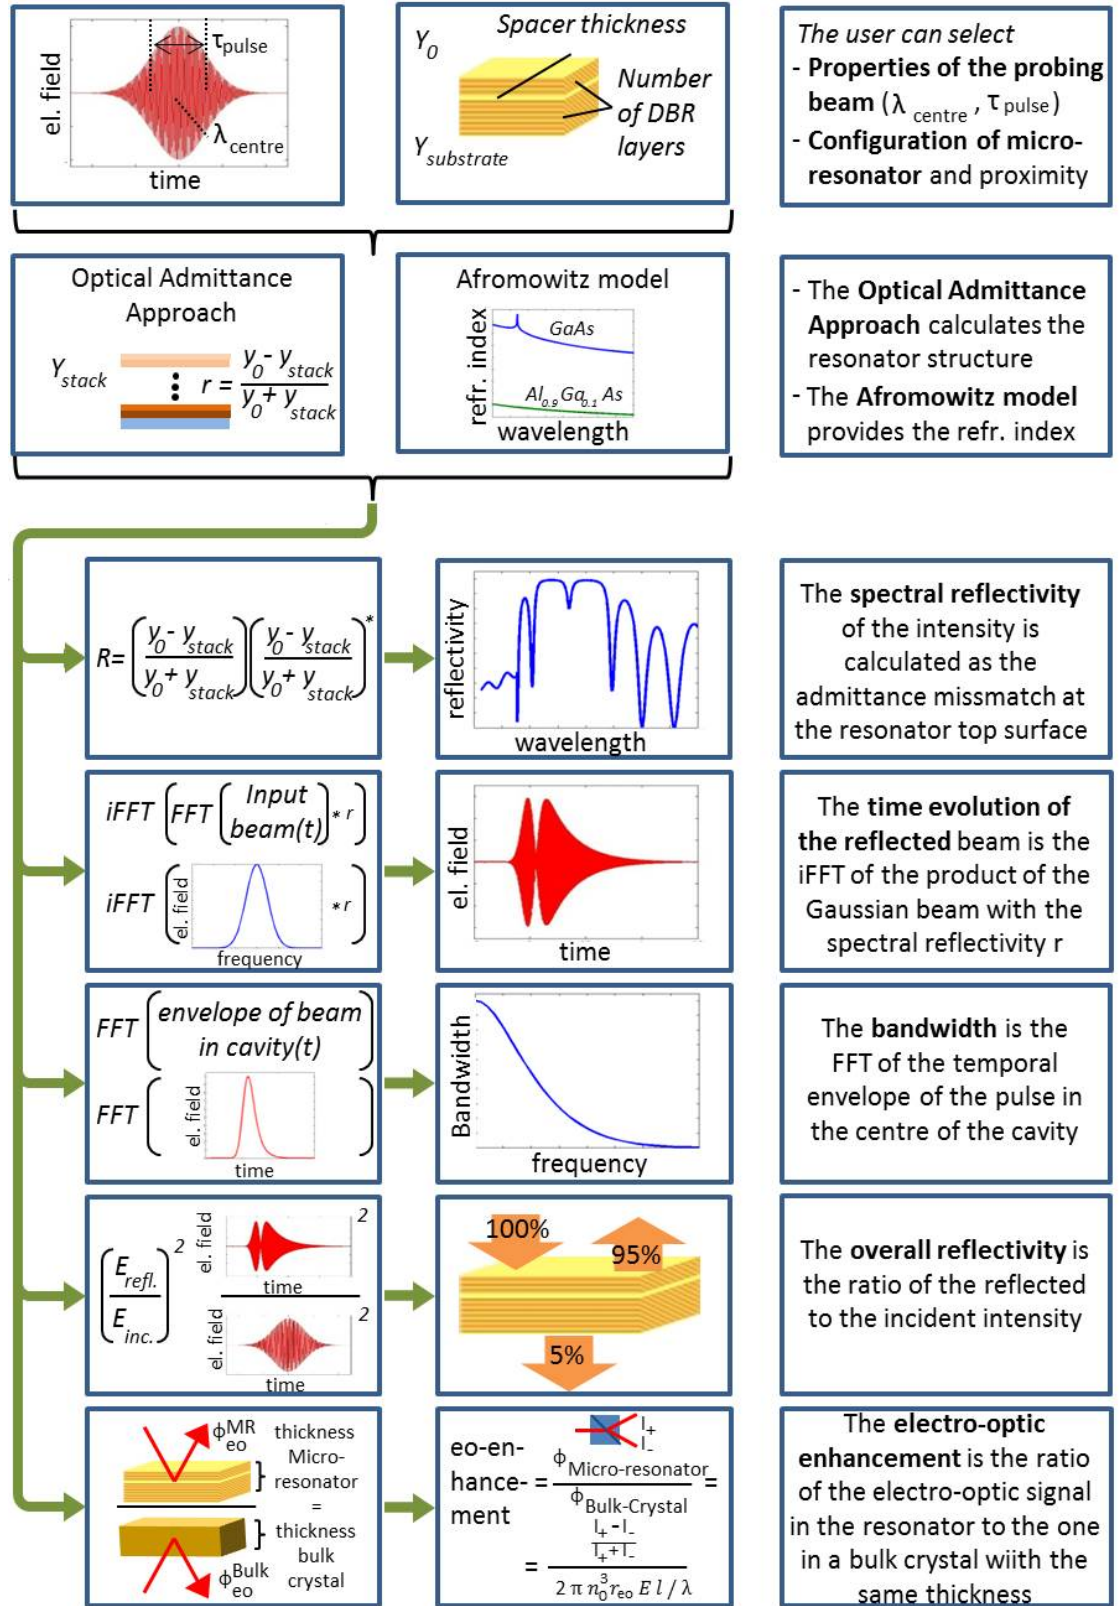 el. field
τpulse
λcentre
time
Spacer thickness
Y0
Number
of DBR
layers
Ysubstrate
The user can select
- Properties of the probing
beam (λ centre , τ pulse)
- Configuration of micro-
resonator and proximity
Optical Admittance
Approach
Ystack
r = y0 - ystack
y0 + ystack
Afromowitz model
refr. index
GaAs
Al0.9 Ga0.1 As
wavelength
- The Optical Admittance
Approach calculates the
resonator structure
- The Afromowitz model
provides the refr. index
R= (y0 - ystack) (y0 - ystack)*
(y0 + ystack) (y0 + ystack)
reflectivity
wavelength
The spectral reflectivity
of the intensity is
calculated as the
admittance missmatch at
the resonator top surface
iFFT (FFT (Input
beam(t)) * r)
iFFT ( * r)
el. field
frequency
el. field
time
The time evolution of
the reflected beam is the
iFFT of the product of the
Gaussian beam with the
spectral reflectivity r
FFT (envelope of beam
in cavity(t))
FFT ( )
el. field
time
Bandwidth
frequency
The bandwidth is the
FFT of the temporal
envelope of the pulse in
the centre of the cavity
(Erefl.
Einc.) 2
el. field
2
time
el. field
2
time
100%
95%
5%
The overall reflectivity is
the ratio of the reflected
to the incident intensity
ϕeoMR
thickness
Micro-
resonator
=
thickness
bulk
crystal
ϕeoBulk
I+
I-
eo-en-
hance-
ment
= ϕMicro-resonator =
ϕBulk-Crystal
= I+ - I-
I+ + I-
2 π n03 reo E l / λ
The electro-optic
enhancement is the ratio
of the electro-optic signal
in the resonator to the one
in a bulk crystal wiith the
same thickness